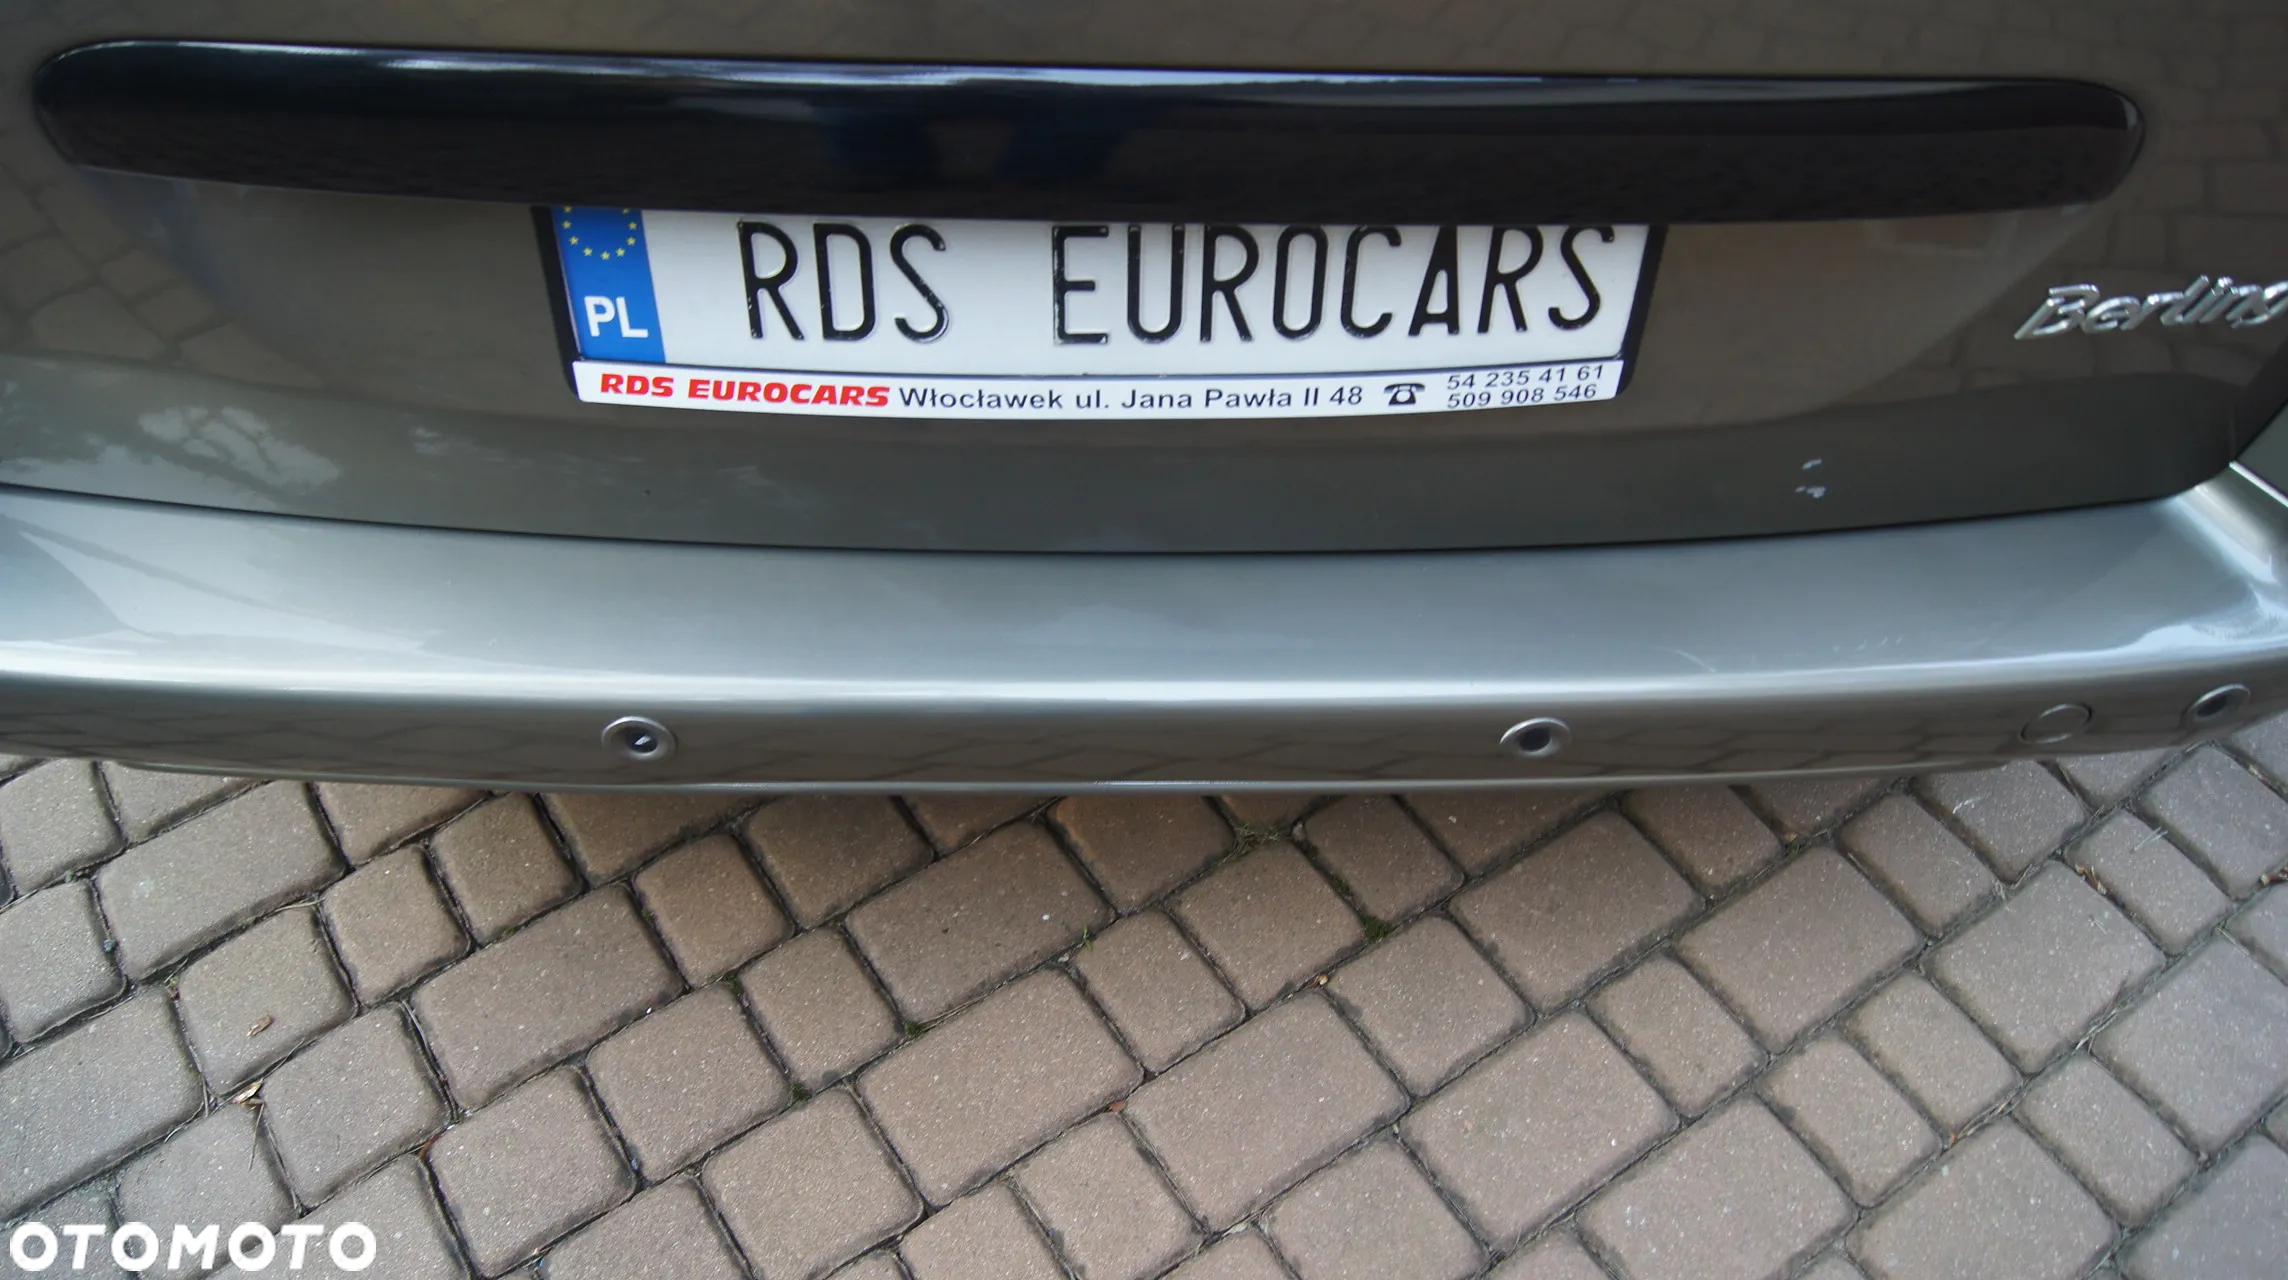 PL RDS EUROCARS
Berling
RDS EUROCARS Włocławek ul. Jana Pawła II 48 ☎ 54 235 41 61
509 908 546
OTOMOTO